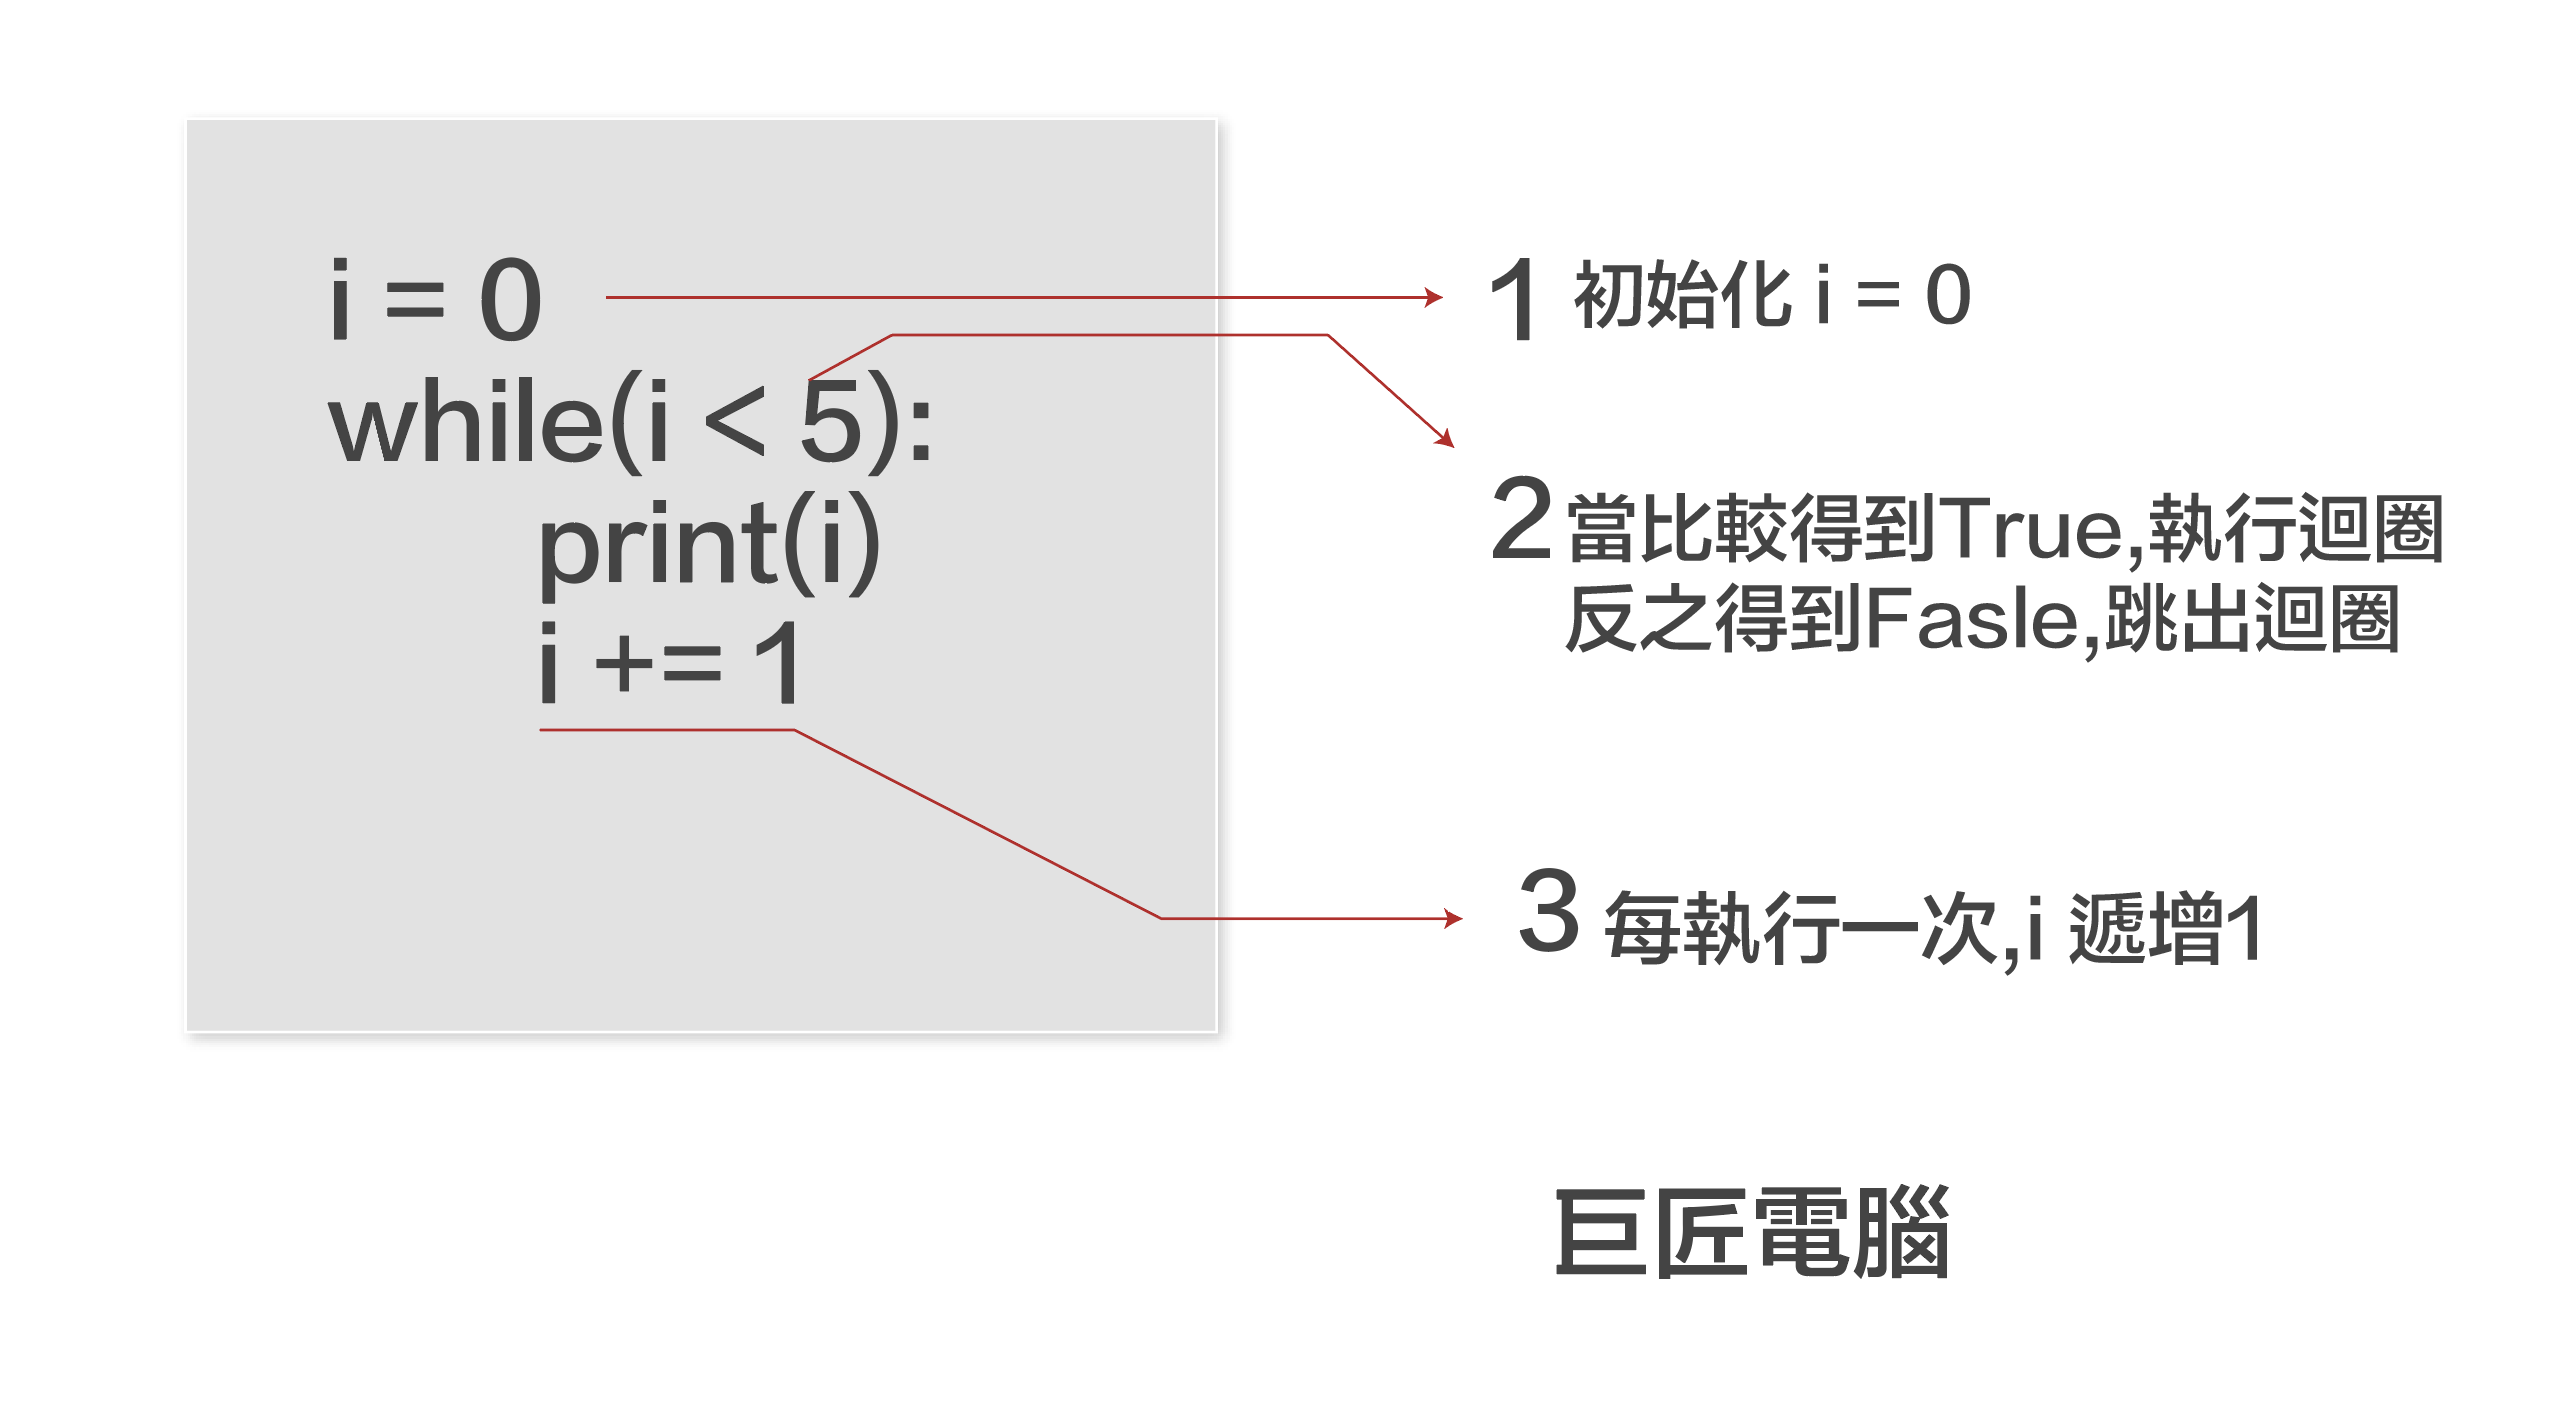 i = 0
while(i < 5):
print(i)
i += 1
1 初始化 i = 0
2 當比較得到True,執行迴圈
反之得到Fasle,跳出迴圈
3 每執行一次,i 遞增1
巨匠電腦